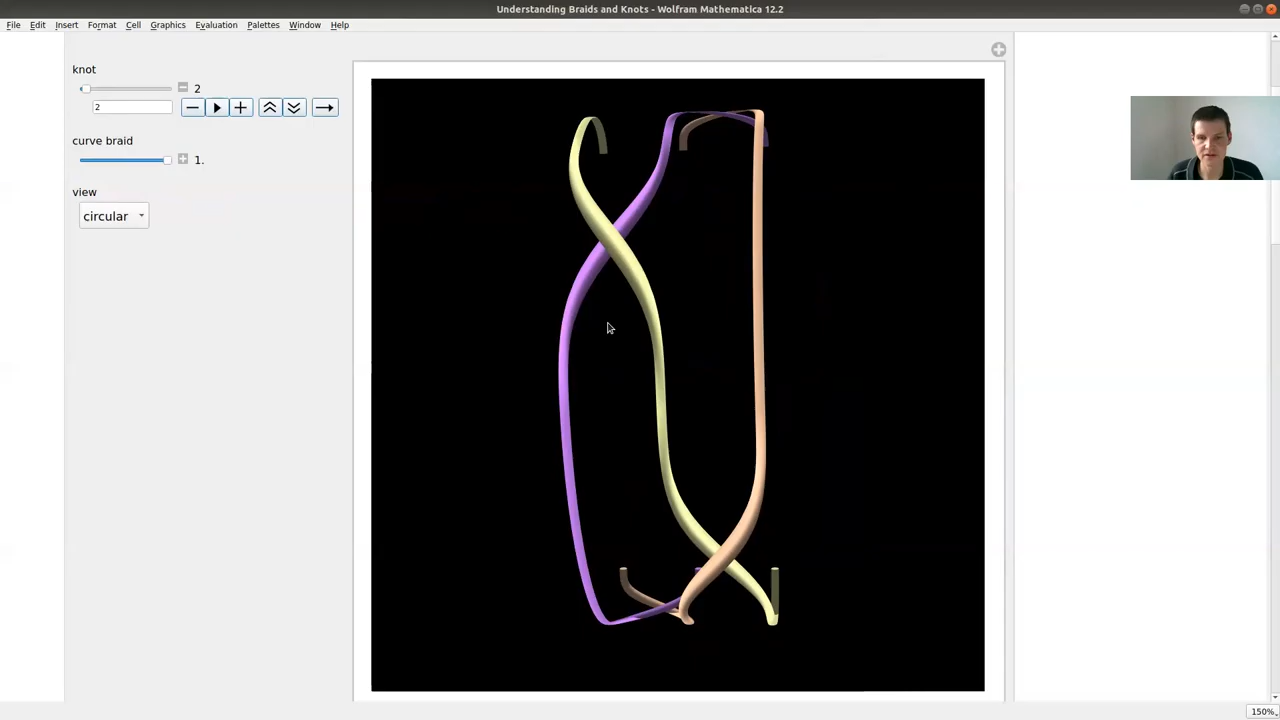 Understanding Braids and Knots - Wolfram Mathematica 12.2
File Edit Insert Format Cell Graphics Evaluation Palettes Window Help
knot
2
2
curve braid
1.
view
circular
150%